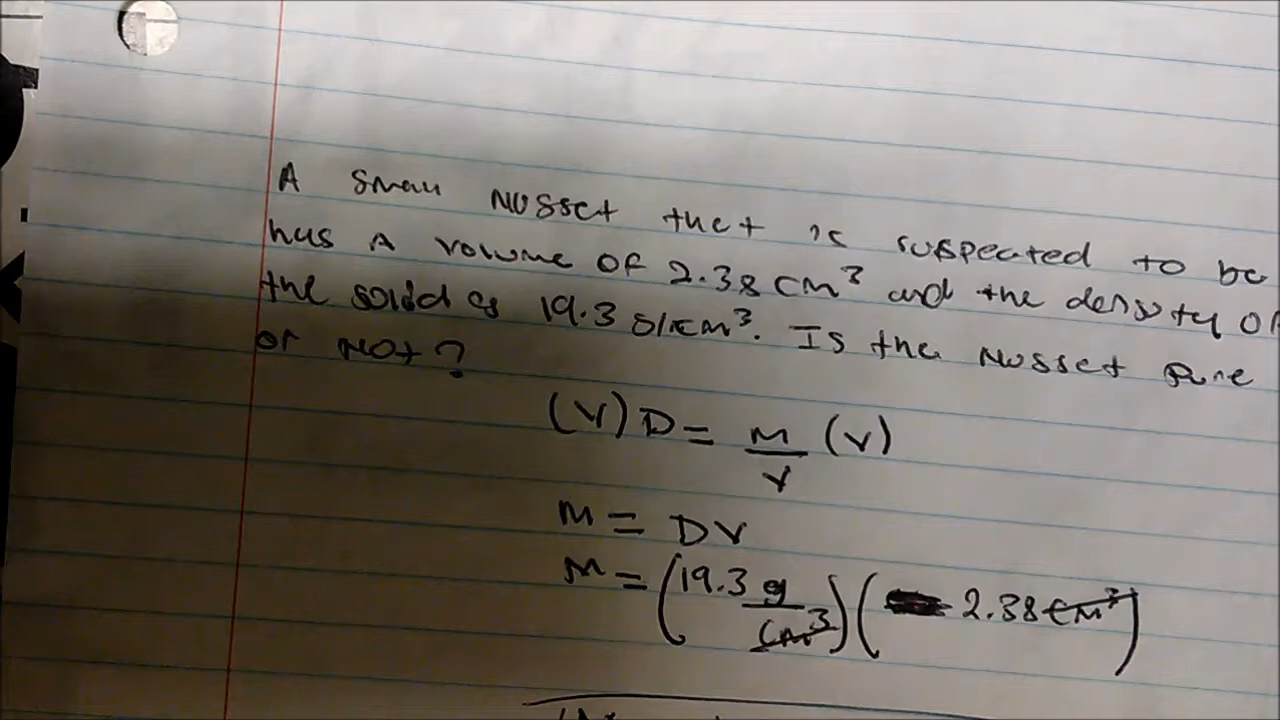 A small Nugget that is suspected to be
has A volume of 2.38 cm³ and the density of
the solid is 19.3 g/cm³. Is the Nugget pure
or Not?
(V) D = M/V (V)
M = DV
M = (19.3 g/cm³)(2.38 cm³)